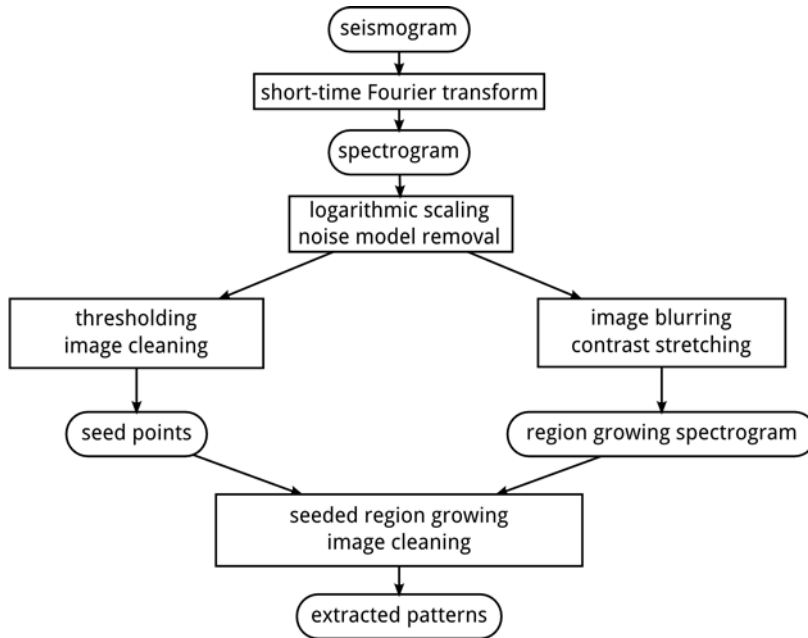 seismogram
short-time Fourier transform
spectrogram
logarithmic scaling
noise model removal
thresholding
image cleaning
image blurring
contrast stretching
seed points
region growing spectrogram
seeded region growing
image cleaning
extracted patterns